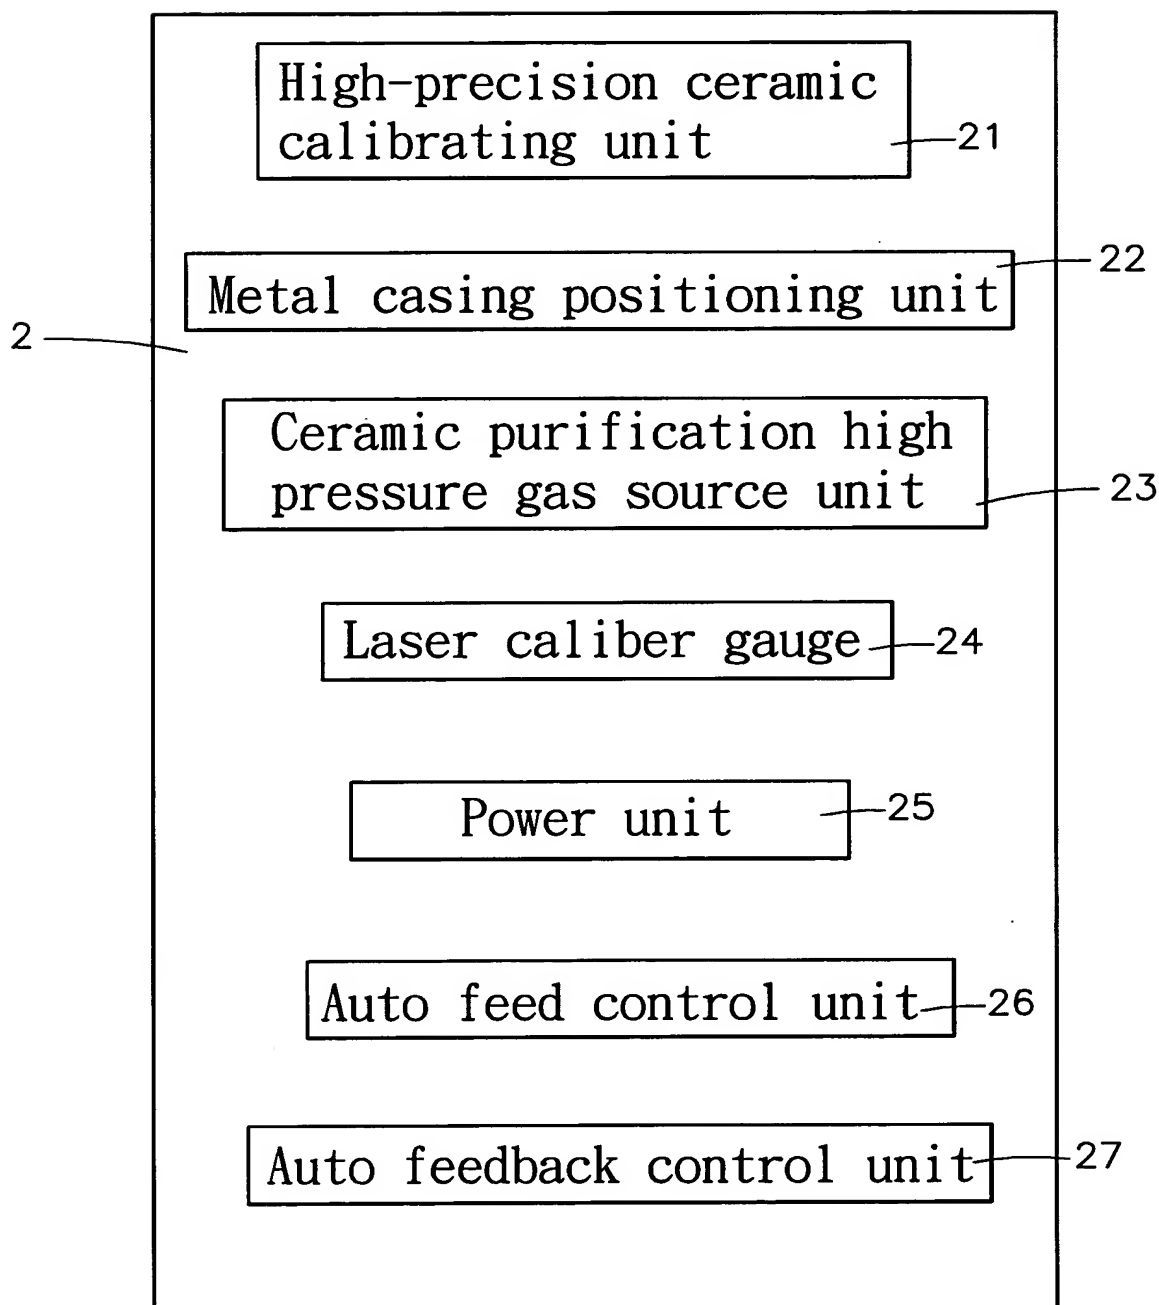 High-precision ceramic
calibrating unit
21
Metal casing positioning unit
22
2
Ceramic purification high
pressure gas source unit
23
Laser caliber gauge
24
Power unit
25
Auto feed control unit
26
Auto feedback control unit
27